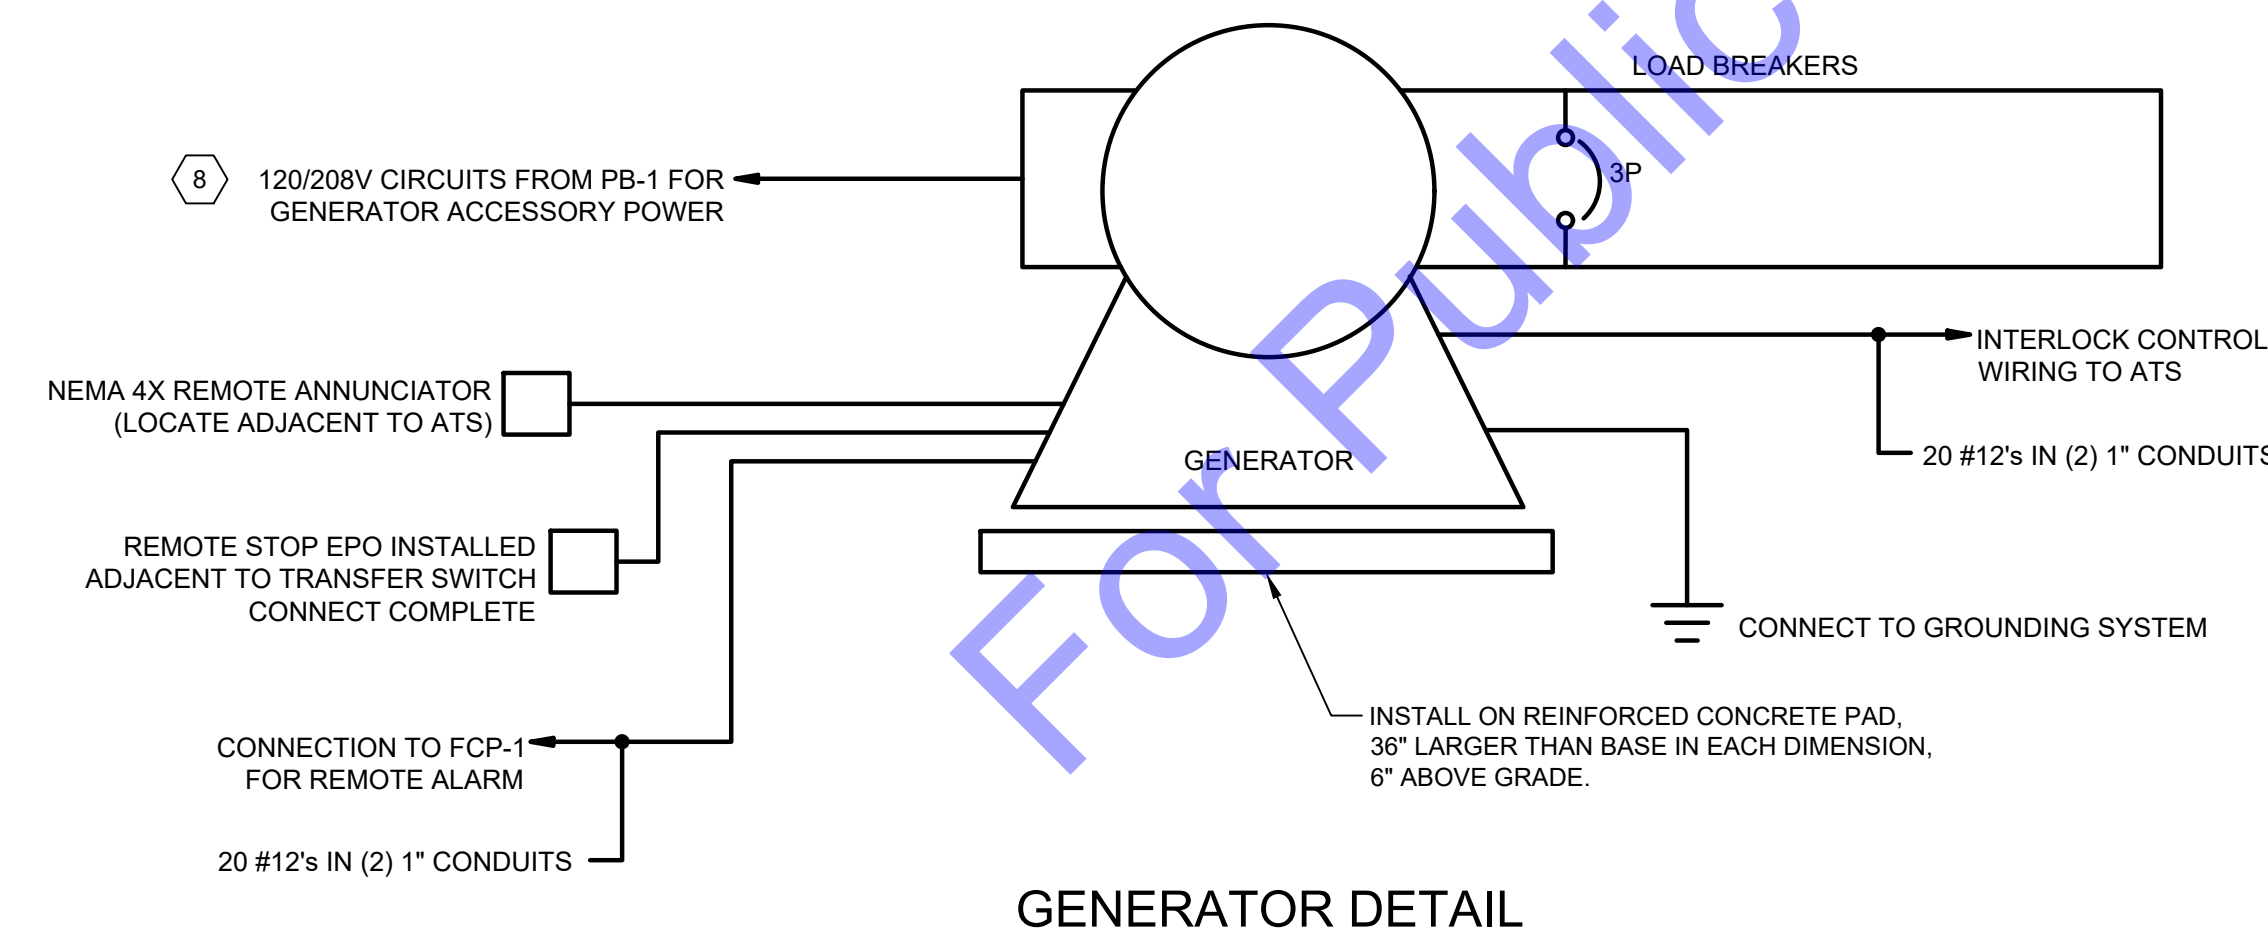 LOAD BREAKERS
3P
8
120/208V CIRCUITS FROM PB-1 FOR
GENERATOR ACCESSORY POWER
INTERLOCK CONTROL
WIRING TO ATS
NEMA 4X REMOTE ANNUNCIATOR
(LOCATE ADJACENT TO ATS)
20 #12's IN (2) 1" CONDUITS
GENERATOR
REMOTE STOP EPO INSTALLED
ADJACENT TO TRANSFER SWITCH
CONNECT COMPLETE
CONNECT TO GROUNDING SYSTEM
INSTALL ON REINFORCED CONCRETE PAD,
36" LARGER THAN BASE IN EACH DIMENSION,
6" ABOVE GRADE.
CONNECTION TO FCP-1
FOR REMOTE ALARM
20 #12's IN (2) 1" CONDUITS
GENERATOR DETAIL
For Public